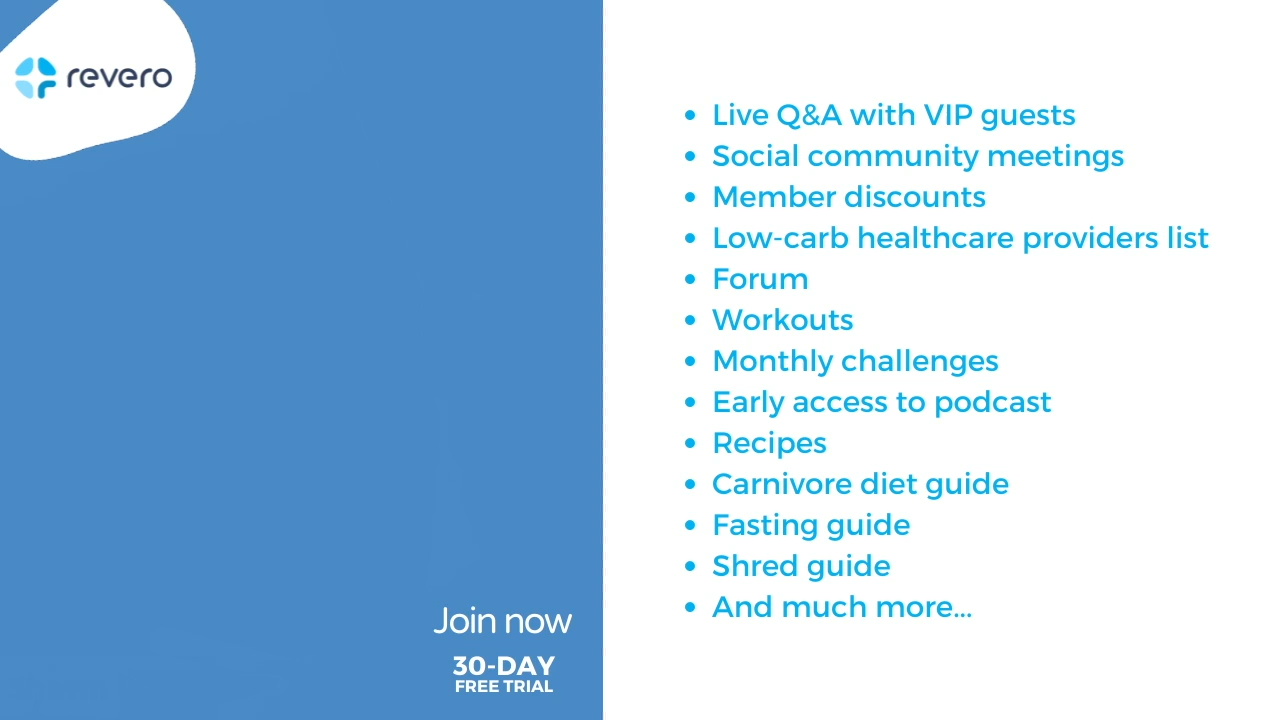 revero
Join now
30-DAY
FREE TRIAL
• Live Q&A with VIP guests
• Social community meetings
• Member discounts
• Low-carb healthcare providers list
• Forum
• Workouts
• Monthly challenges
• Early access to podcast
• Recipes
• Carnivore diet guide
• Fasting guide
• Shred guide
• And much more...